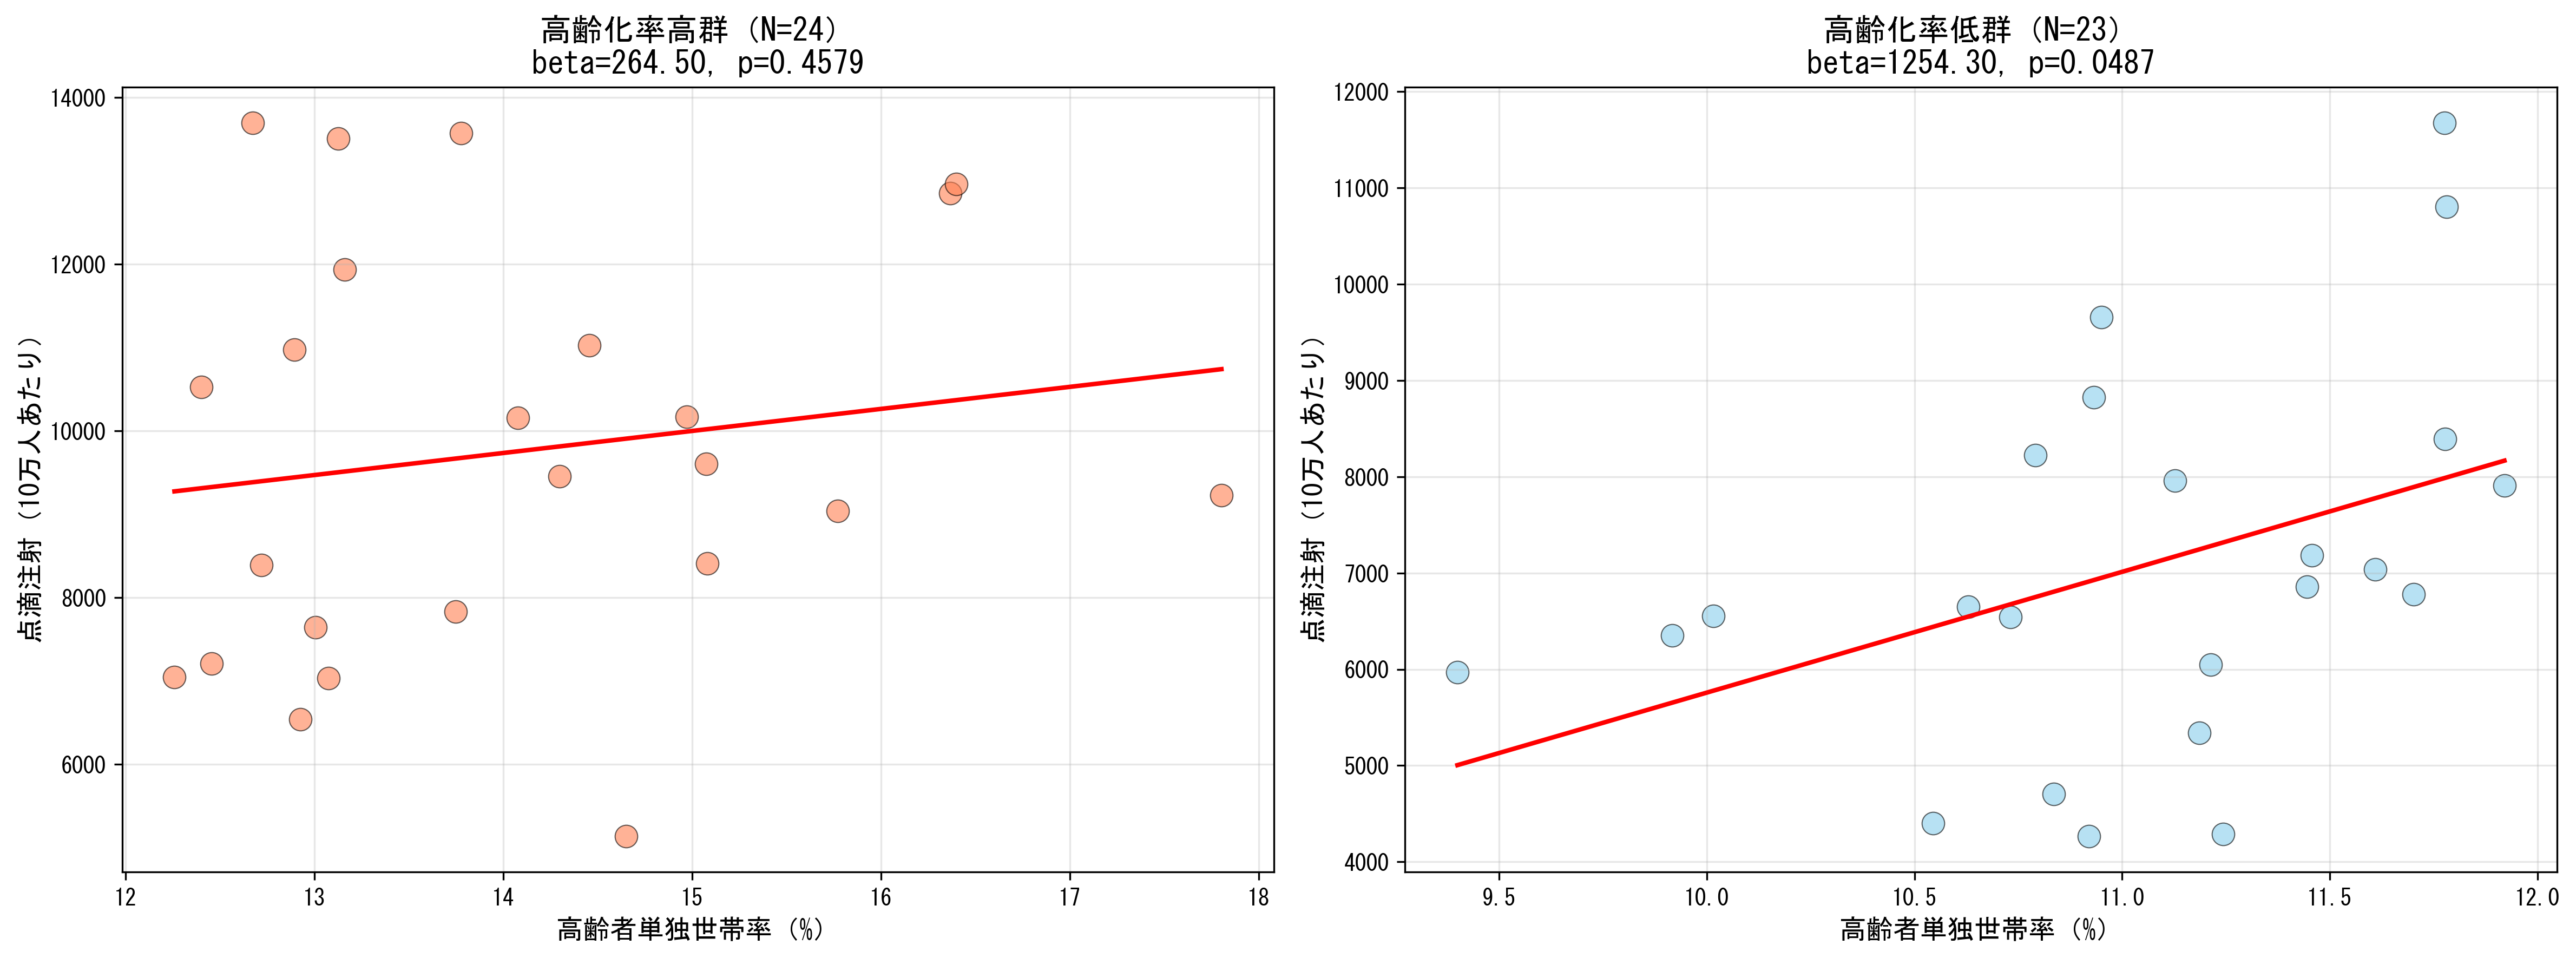 高齢化率高群 (N=24)
beta=264.50, p=0.4579
14000
12000
10000
8000
6000
点滴注射 (10万人あたり)
12 13 14 15 16 17 18
高齢者単独世帯率 (%)
高齢化率低群 (N=23)
beta=1254.30, p=0.0487
12000
11000
10000
9000
8000
7000
6000
5000
4000
点滴注射 (10万人あたり)
9.5 10.0 10.5 11.0 11.5 12.0
高齢者単独世帯率 (%)